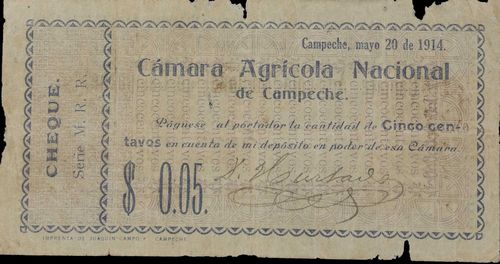 CHEQUE.
Serie M. R. R.
Campeche, mayo 20 de 1914.
Cámara Agrícola Nacional
de Campeche.
Páguese al portador la cantidad de Cinco cen-
tavos en cuenta de mi depósito en poder de esa Cámara.
$ 0.05.
IMPRENTA DE JOAQUIN CAMPO Y. CAMPECHE.